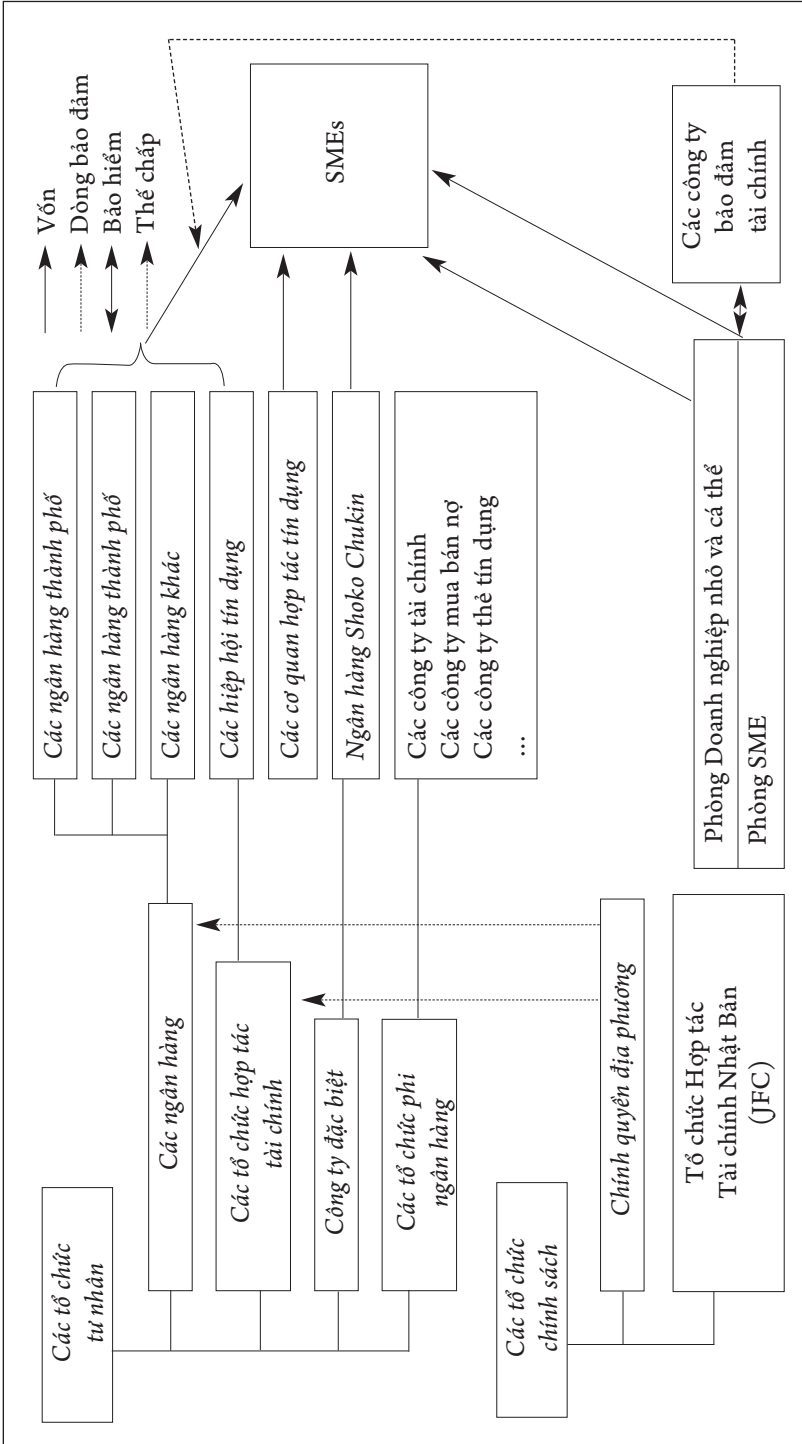 Các tổ chức
tư nhân
Các ngân hàng
Các tổ chức hợp tác
tài chính
Công ty đặc biệt
Các tổ chức phi
ngân hàng
Các tổ chức
chính sách
Chính quyền địa phương
Tổ chức Hợp tác
Tài chính Nhật Bản
(JFC)
Các ngân hàng thành phố
Các ngân hàng thành phố
Các ngân hàng khác
Các hiệp hội tín dụng
Các cơ quan hợp tác tín dụng
Ngân hàng Shoko Chukin
Các công ty tài chính
Các công ty mua bán nợ
Các công ty thẻ tín dụng
...
Phòng Doanh nghiệp nhỏ và cá thể
Phòng SME
Vốn
Dòng bảo đảm
Bảo hiểm
Thế chấp
SMEs
Các công ty
bảo đảm
tài chính